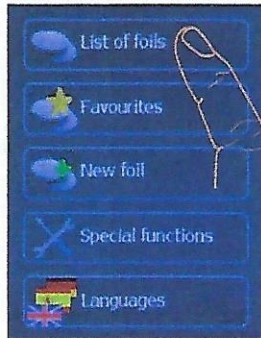 List of foils
Favourites
New foil
Special functions
Languages